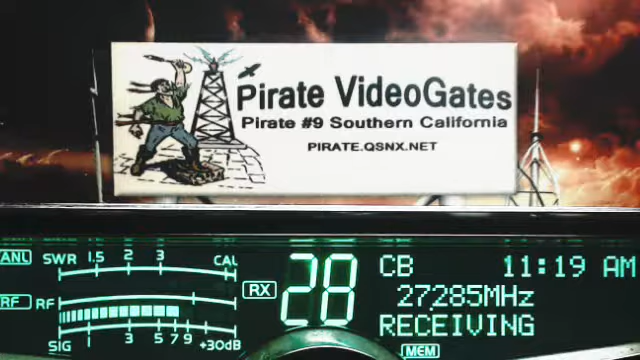 Pirate VideoGates
Pirate #9 Southern California
PIRATE.QSNX.NET
ANL SWR 1.5 2 3 CAL
RX 28 CB 11:19 AM
RF RF 27285MHz
RECEIVING
SIG 1 3 5 7 9 +30dB
MEM